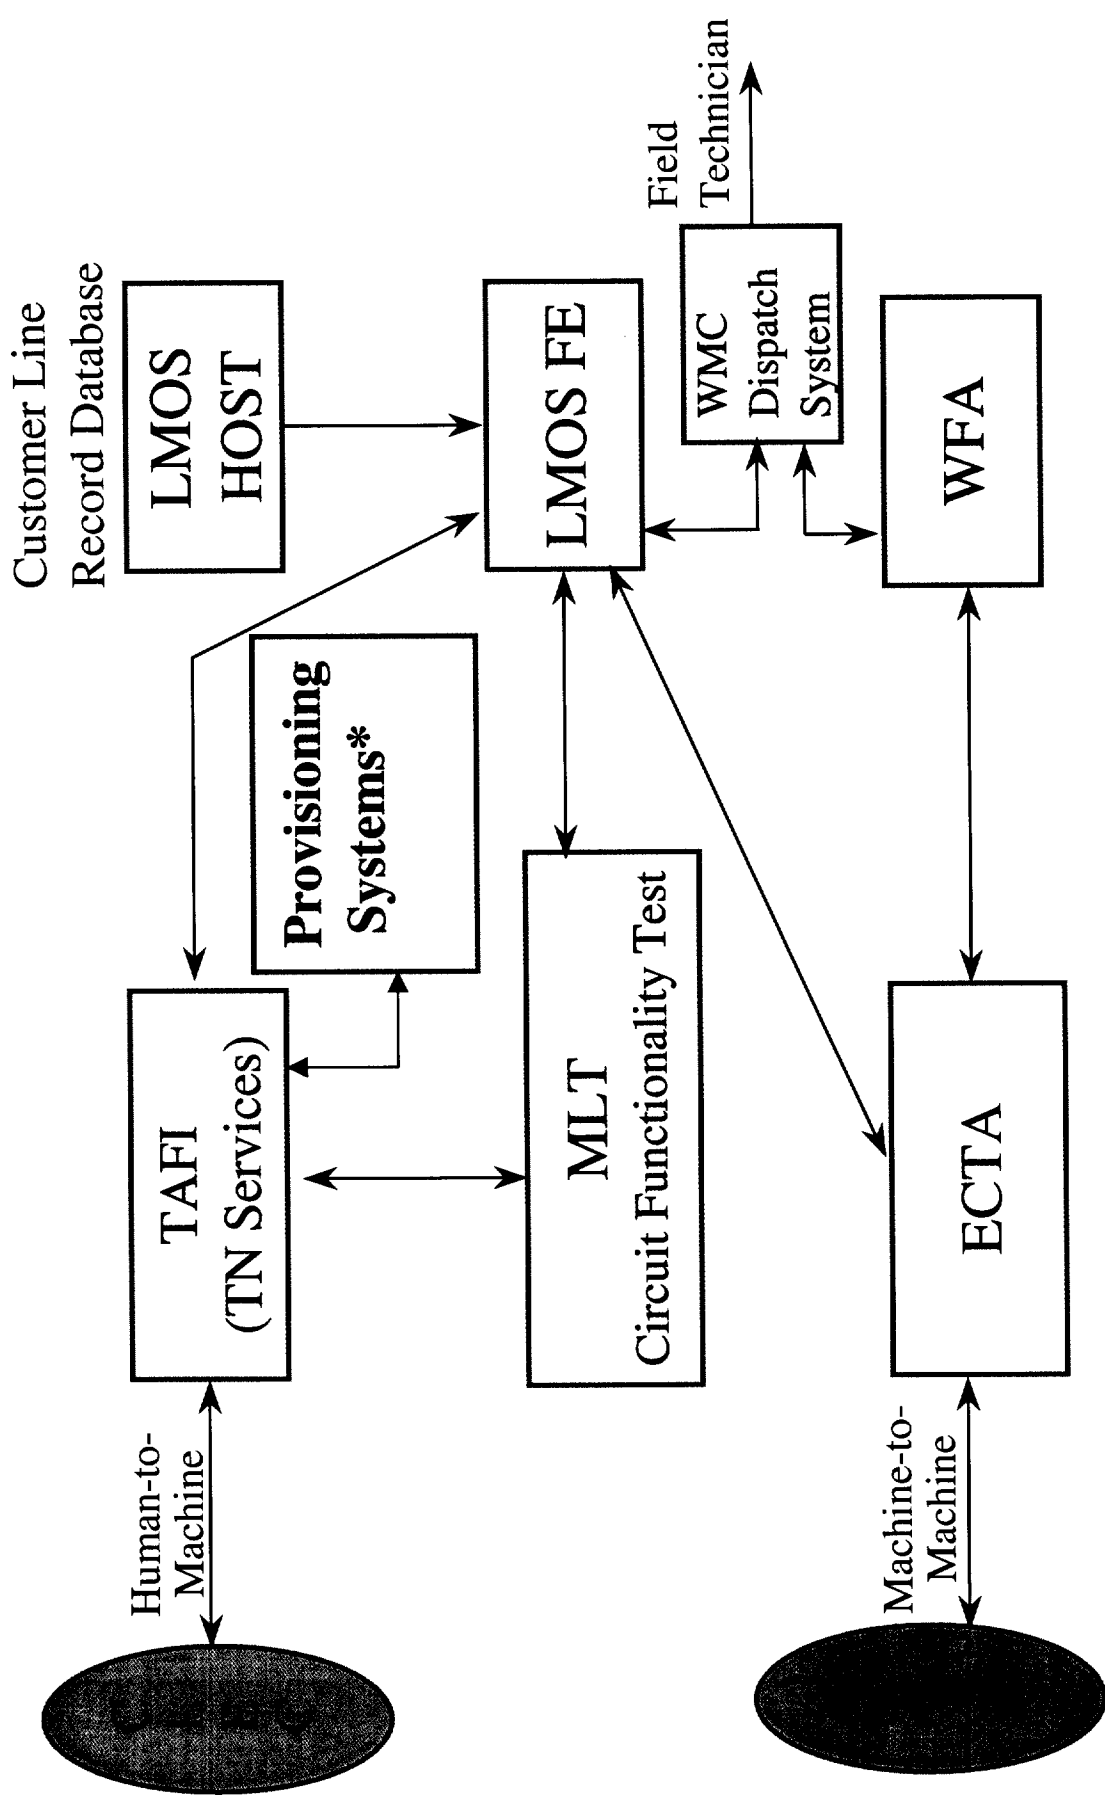 Customer Line
Record Database
LMOS
HOST
Human-to-
Machine
TAFI
(TN Services)
Provisioning
Systems*
LMOS FE
Field
Technician
MLT
Circuit Functionality Test
WMC
Dispatch
System
Machine-to-
Machine
ECTA
WFA